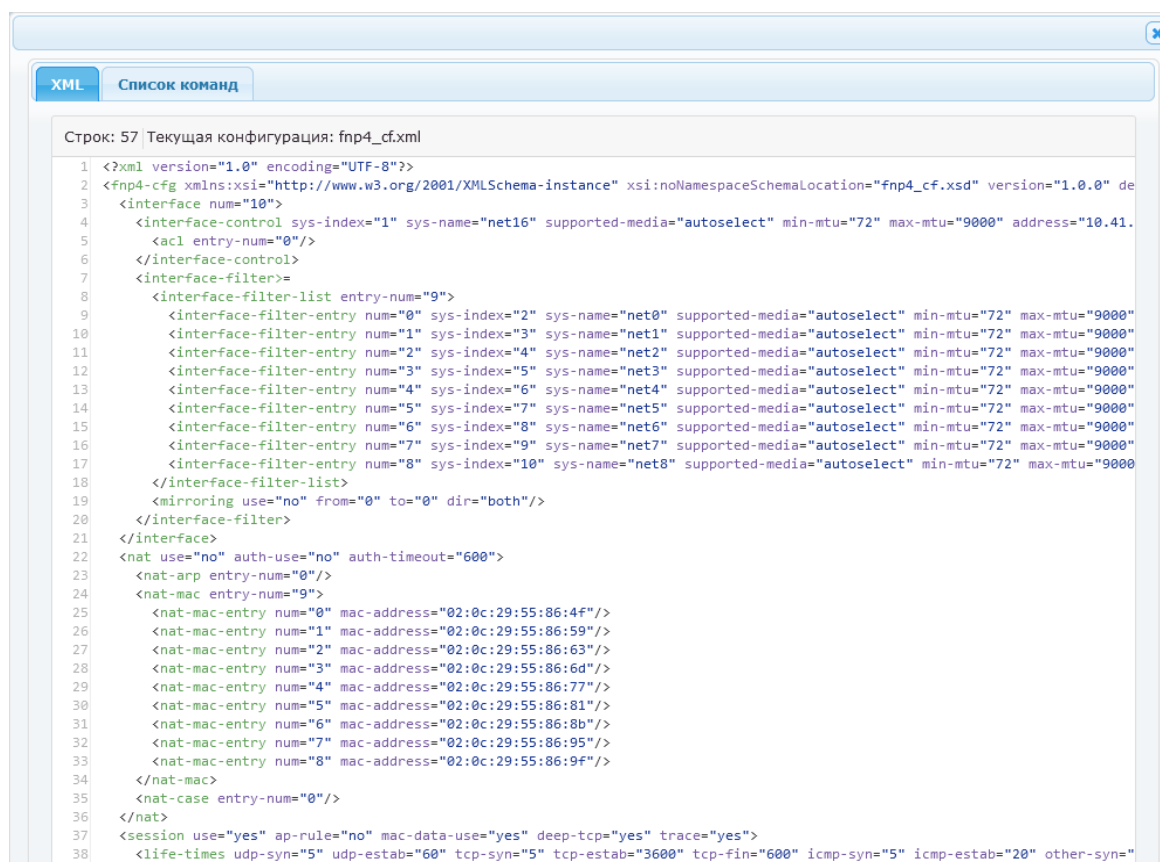 XML Список команд
Строк: 57 Текущая конфигурация: fnp4_cf.xml
1 <?xml version="1.0" encoding="UTF-8"?>
2 <fnp4-cfg xmlns:xsi="http://www.w3.org/2001/XMLSchema-instance" xsi:noNamespaceSchemaLocation="fnp4_cf.xsd" version="1.0.0" de
3 <interface num="10">
4 <interface-control sys-index="1" sys-name="net16" supported-media="autoselect" min-mtu="72" max-mtu="9000" address="10.41.
5 <acl entry-num="0"/>
6 </interface-control>
7 <interface-filter>=
8 <interface-filter-list entry-num="9">
9 <interface-filter-entry num="0" sys-index="2" sys-name="net0" supported-media="autoselect" min-mtu="72" max-mtu="9000"
10 <interface-filter-entry num="1" sys-index="3" sys-name="net1" supported-media="autoselect" min-mtu="72" max-mtu="9000"
11 <interface-filter-entry num="2" sys-index="4" sys-name="net2" supported-media="autoselect" min-mtu="72" max-mtu="9000"
12 <interface-filter-entry num="3" sys-index="5" sys-name="net3" supported-media="autoselect" min-mtu="72" max-mtu="9000"
13 <interface-filter-entry num="4" sys-index="6" sys-name="net4" supported-media="autoselect" min-mtu="72" max-mtu="9000"
14 <interface-filter-entry num="5" sys-index="7" sys-name="net5" supported-media="autoselect" min-mtu="72" max-mtu="9000"
15 <interface-filter-entry num="6" sys-index="8" sys-name="net6" supported-media="autoselect" min-mtu="72" max-mtu="9000"
16 <interface-filter-entry num="7" sys-index="9" sys-name="net7" supported-media="autoselect" min-mtu="72" max-mtu="9000"
17 <interface-filter-entry num="8" sys-index="10" sys-name="net8" supported-media="autoselect" min-mtu="72" max-mtu="9000
18 </interface-filter-list>
19 <mirroring use="no" from="0" to="0" dir="both"/>
20 </interface-filter>
21 </interface>
22 <nat use="no" auth-use="no" auth-timeout="600">
23 <nat-arp entry-num="0"/>
24 <nat-mac entry-num="9">
25 <nat-mac-entry num="0" mac-address="02:0c:29:55:86:4f"/>
26 <nat-mac-entry num="1" mac-address="02:0c:29:55:86:59"/>
27 <nat-mac-entry num="2" mac-address="02:0c:29:55:86:63"/>
28 <nat-mac-entry num="3" mac-address="02:0c:29:55:86:6d"/>
29 <nat-mac-entry num="4" mac-address="02:0c:29:55:86:77"/>
30 <nat-mac-entry num="5" mac-address="02:0c:29:55:86:81"/>
31 <nat-mac-entry num="6" mac-address="02:0c:29:55:86:8b"/>
32 <nat-mac-entry num="7" mac-address="02:0c:29:55:86:95"/>
33 <nat-mac-entry num="8" mac-address="02:0c:29:55:86:9f"/>
34 </nat-mac>
35 <nat-case entry-num="0"/>
36 </nat>
37 <session use="yes" ap-rule="no" mac-data-use="yes" deep-tcp="yes" trace="yes">
38 <life-times udp-syn="5" udp-estab="60" tcp-syn="5" tcp-estab="3600" tcp-fin="600" icmp-syn="5" icmp-estab="20" other-syn="